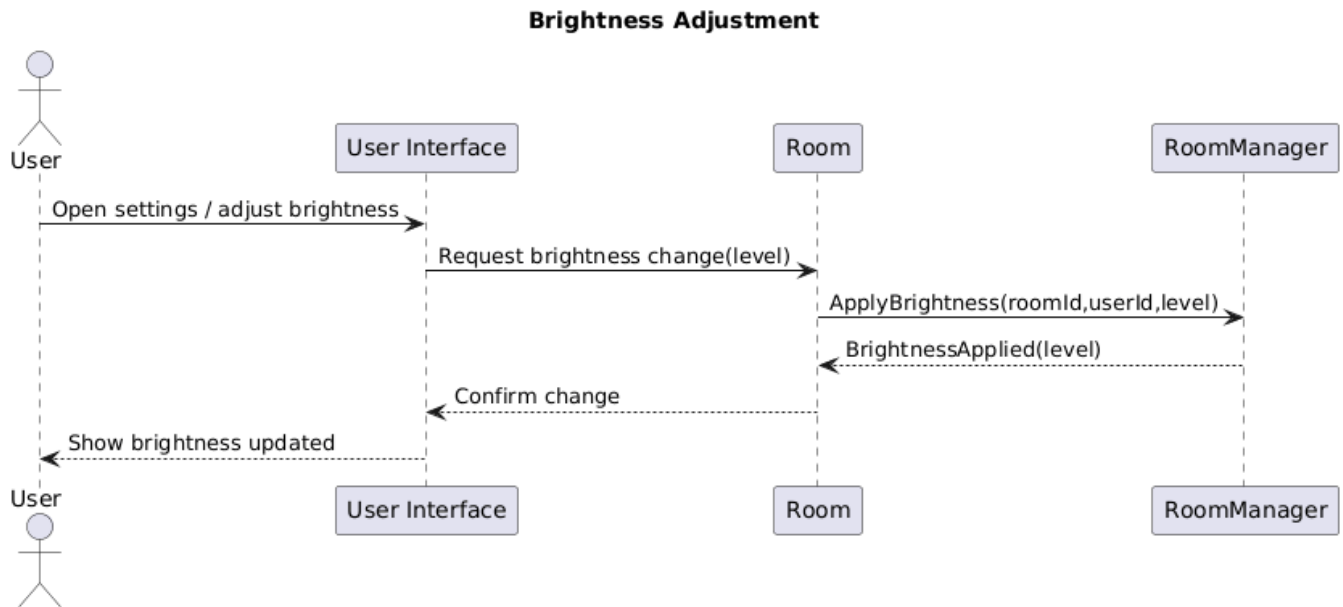 Brightness Adjustment
User
User Interface
Room
RoomManager
Open settings / adjust brightness
Request brightness change(level)
ApplyBrightness(roomId,userId,level)
BrightnessApplied(level)
Confirm change
Show brightness updated
User
User Interface
Room
RoomManager